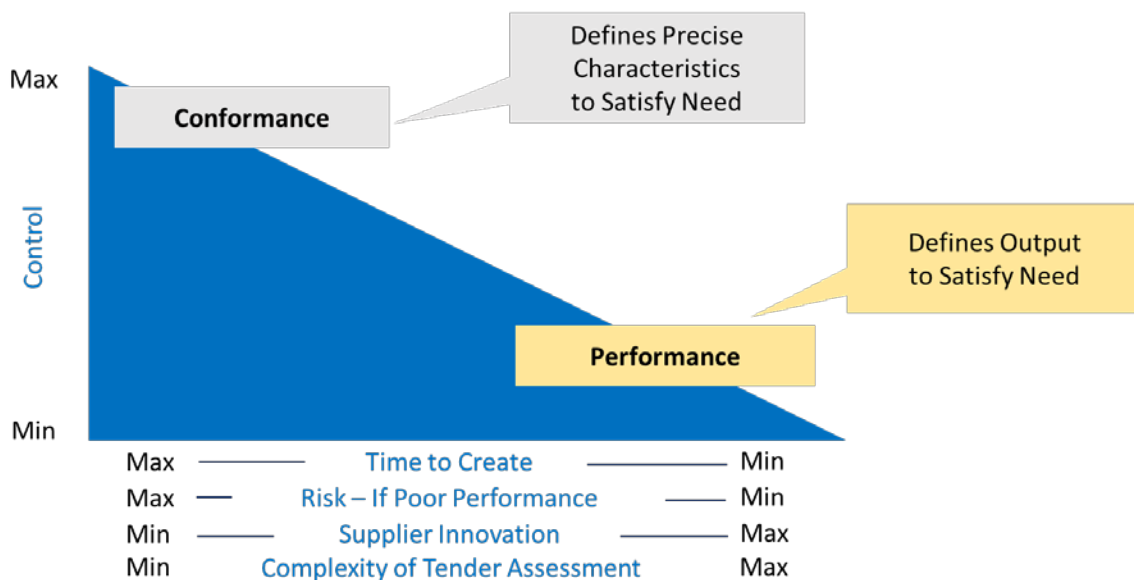 Defines Precise
Characteristics
to Satisfy Need
Max
Conformance
Control
Defines Output
to Satisfy Need
Performance
Min
Max Time to Create Min
Max Risk – If Poor Performance Min
Min Supplier Innovation Max
Min Complexity of Tender Assessment Max